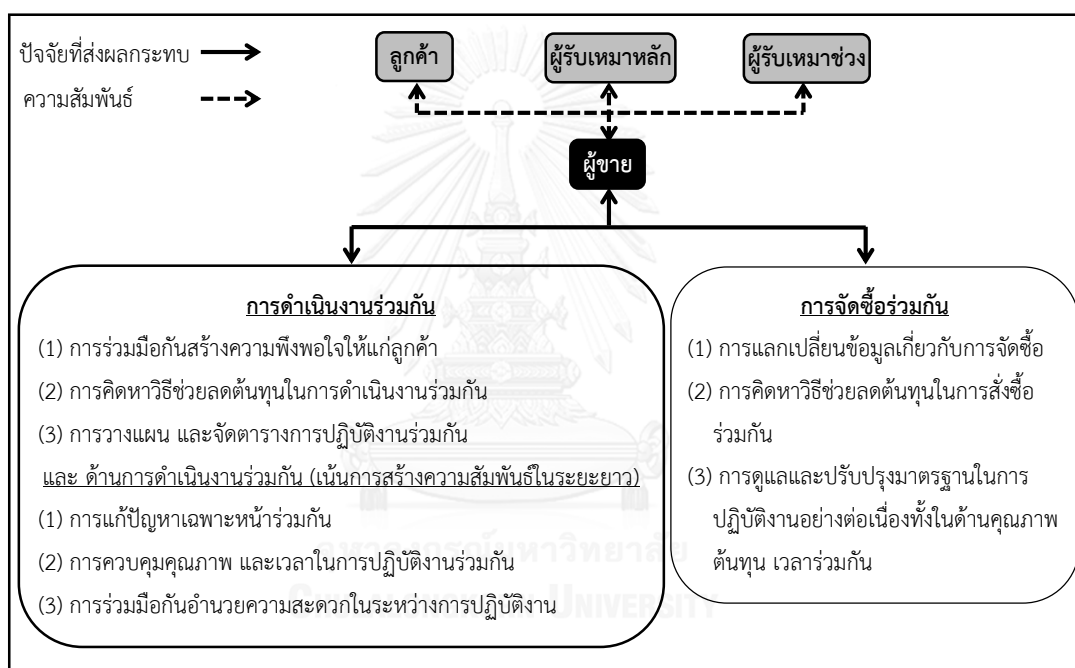 ปัจจัยที่ส่งผลกระทบ
ความสัมพันธ์
ลูกค้า
ผู้รับเหมาหลัก
ผู้รับเหมาช่วง
ผู้ขาย
การดำเนินงานร่วมกัน
(1) การร่วมมือกันสร้างความพึงพอใจให้แก่ลูกค้า
(2) การคิดหาวิธีช่วยลดต้นทุนในการดำเนินงานร่วมกัน
(3) การวางแผน และจัดตารางการปฏิบัติงานร่วมกัน
และ ด้านการดำเนินงานร่วมกัน (เน้นการสร้างความสัมพันธ์ในระยะยาว)
(1) การแก้ปัญหาเฉพาะหน้าร่วมกัน
(2) การควบคุมคุณภาพ และเวลาในการปฏิบัติงานร่วมกัน
(3) การร่วมมือกันอำนวยความสะดวกในระหว่างการปฏิบัติงาน
การจัดซื้อร่วมกัน
(1) การแลกเปลี่ยนข้อมูลเกี่ยวกับการจัดซื้อ
(2) การคิดหาวิธีช่วยลดต้นทุนในการสั่งซื้อ
ร่วมกัน
(3) การดูแลและปรับปรุงมาตรฐานในการ
ปฏิบัติงานอย่างต่อเนื่องทั้งในด้านคุณภาพ
ต้นทุน เวลาร่วมกัน
จุฬาลงกรณ์มหาวิทยาลัย
CHULALONGKORN UNIVERSITY